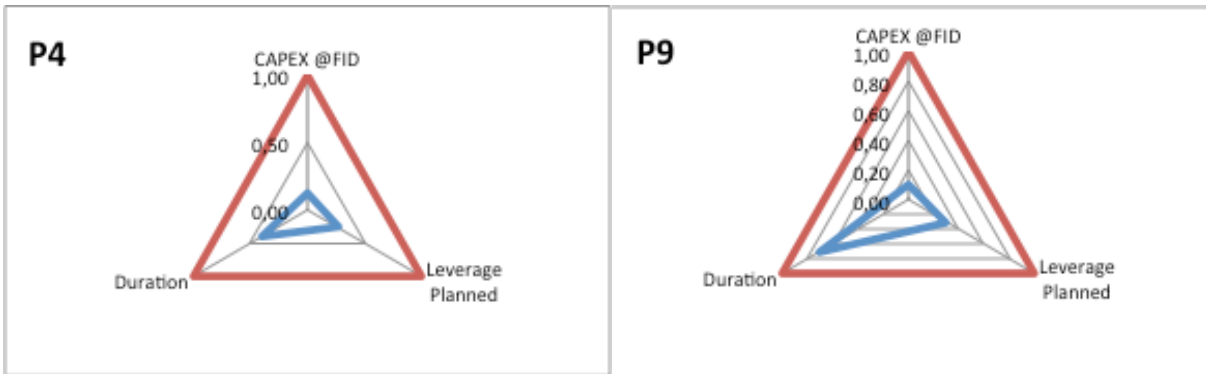 P4
CAPEX @FID
1,00
0,50
0,00
Duration
Leverage
Planned
P9
CAPEX @FID
1,00
0,80
0,60
0,40
0,20
0,00
Duration
Leverage
Planned